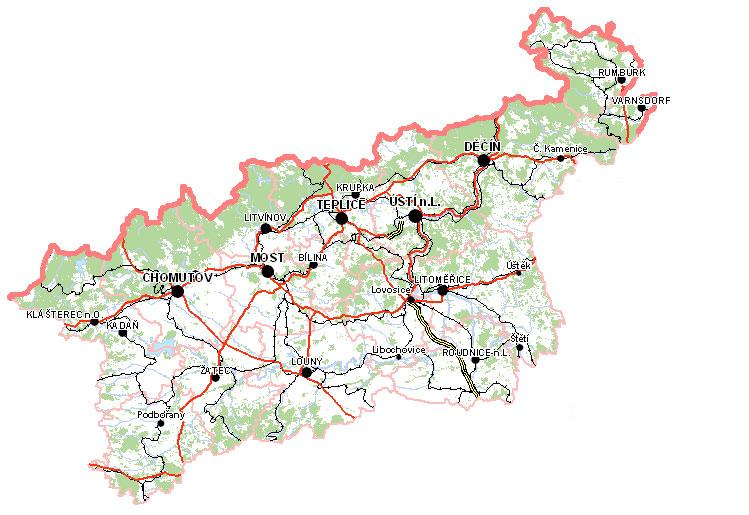 RUMBURK
VARNSDORF
DĚČÍN
Č. Kamenice
KRUPKA
TEPLICE
ÚSTÍ n.L.
LITVÍNOV
MOST
BÍLINA
CHOMUTOV
LITOMĚŘICE
Úštěk
Lovosice
KLÁŠTEREC n.O.
KADAŇ
Štětí
Libochovice
ROUDNICE n.L.
LOUNY
ŽATEC
Podbořany